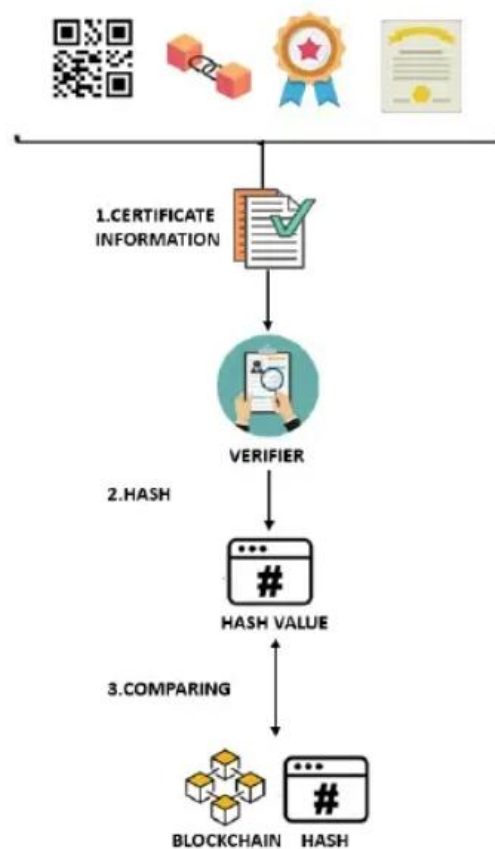 1.CERTIFICATE
INFORMATION
VERIFIER
2.HASH
#
HASH VALUE
3.COMPARING
#
BLOCKCHAIN HASH